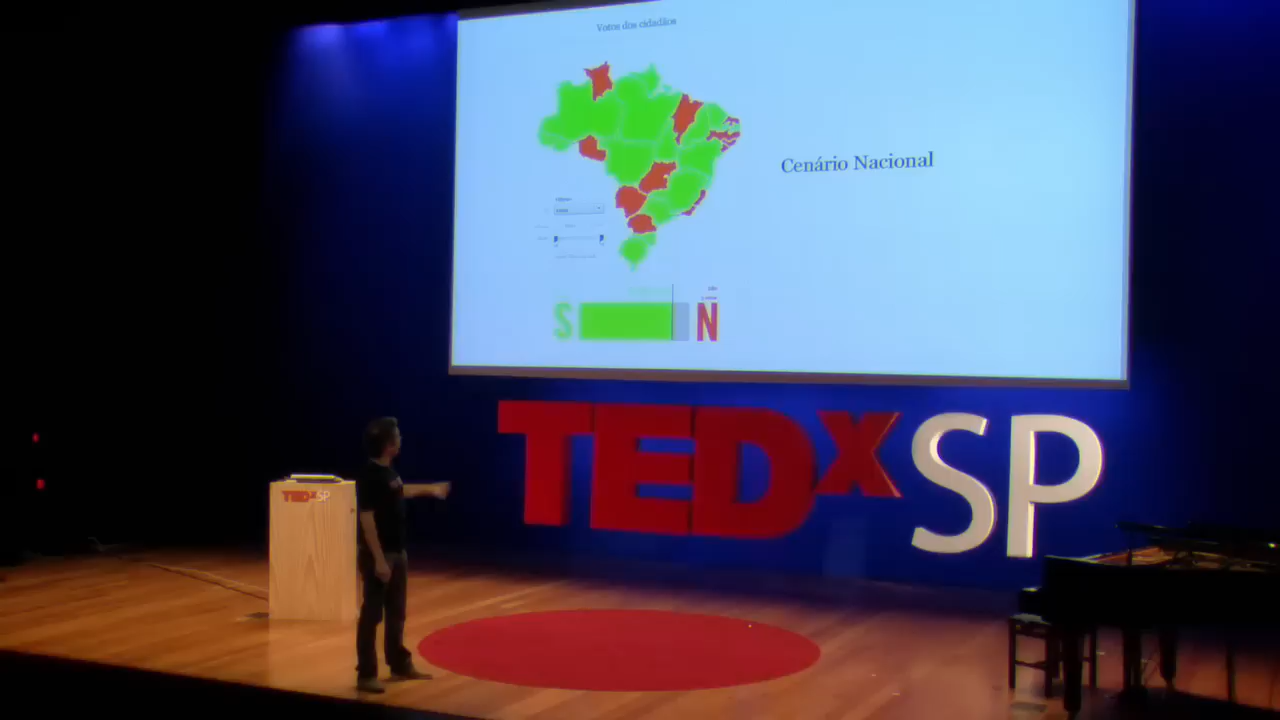 Votos dos cidadãos
Cenário Nacional
S N
TEDxSP
TEDxSP